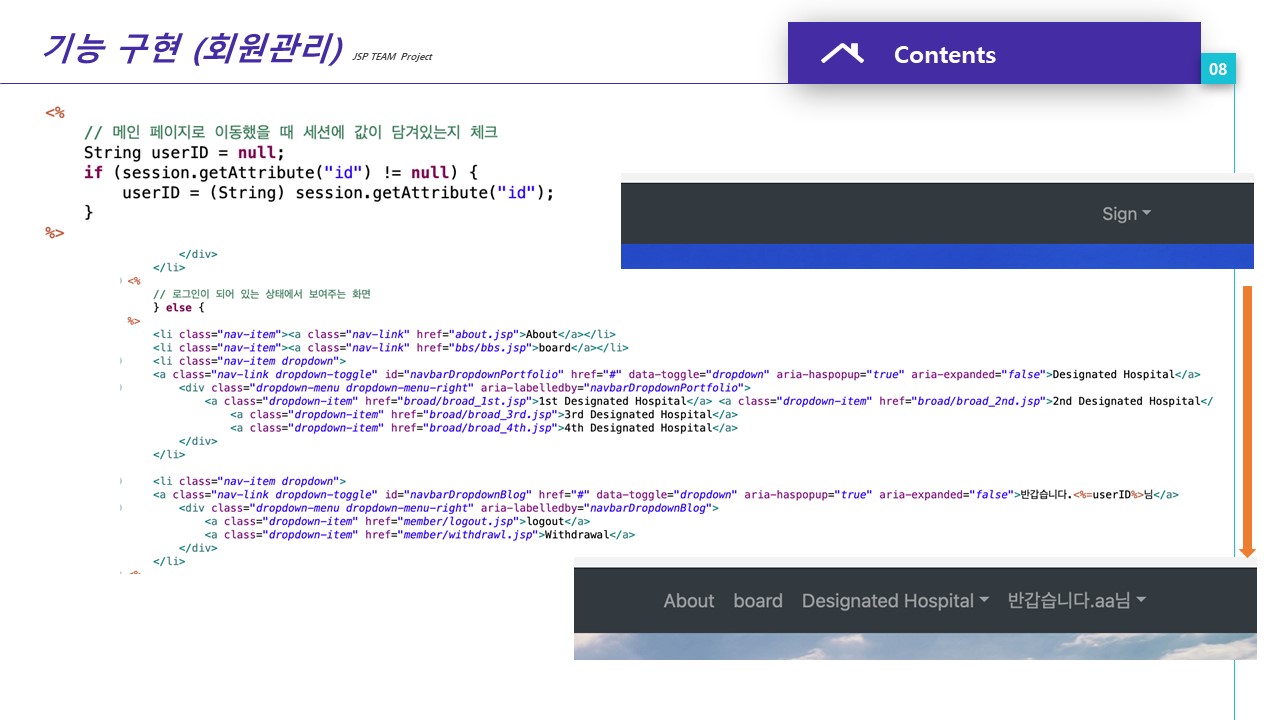 기능 구현 (회원관리) JSP TEAM Project
Contents
08
<%
// 메인 페이지로 이동했을 때 세션에 값이 담겨있는지 체크
String userID = null;
if (session.getAttribute("id") != null) {
userID = (String) session.getAttribute("id");
}
%>
Sign
</div>
</li>
<%
// 로그인이 되어 있는 상태에서 보여주는 화면
} else {
%>
<li class="nav-item"><a class="nav-link" href="about.jsp">About</a></li>
<li class="nav-item"><a class="nav-link" href="bbs/bbs.jsp">board</a></li>
<li class="nav-item dropdown">
<a class="nav-link dropdown-toggle" id="navbarDropdownPortfolio" href="#" data-toggle="dropdown" aria-haspopup="true" aria-expanded="false">Designated Hospital</a>
<div class="dropdown-menu dropdown-menu-right" aria-labelledby="navbarDropdownPortfolio">
<a class="dropdown-item" href="broad/broad_1st.jsp">1st Designated Hospital</a> <a class="dropdown-item" href="broad/broad_2nd.jsp">2nd Designated Hospital</
<a class="dropdown-item" href="broad/broad_3rd.jsp">3rd Designated Hospital</a>
<a class="dropdown-item" href="broad/broad_4th.jsp">4th Designated Hospital</a>
</div>
</li>
<li class="nav-item dropdown">
<a class="nav-link dropdown-toggle" id="navbarDropdownBlog" href="#" data-toggle="dropdown" aria-haspopup="true" aria-expanded="false">반갑습니다.<%=userID%>님</a>
<div class="dropdown-menu dropdown-menu-right" aria-labelledby="navbarDropdownBlog">
<a class="dropdown-item" href="member/logout.jsp">logout</a>
<a class="dropdown-item" href="member/withdrawl.jsp">Withdrawal</a>
</div>
</li>
About board Designated Hospital 반갑습니다.aa님